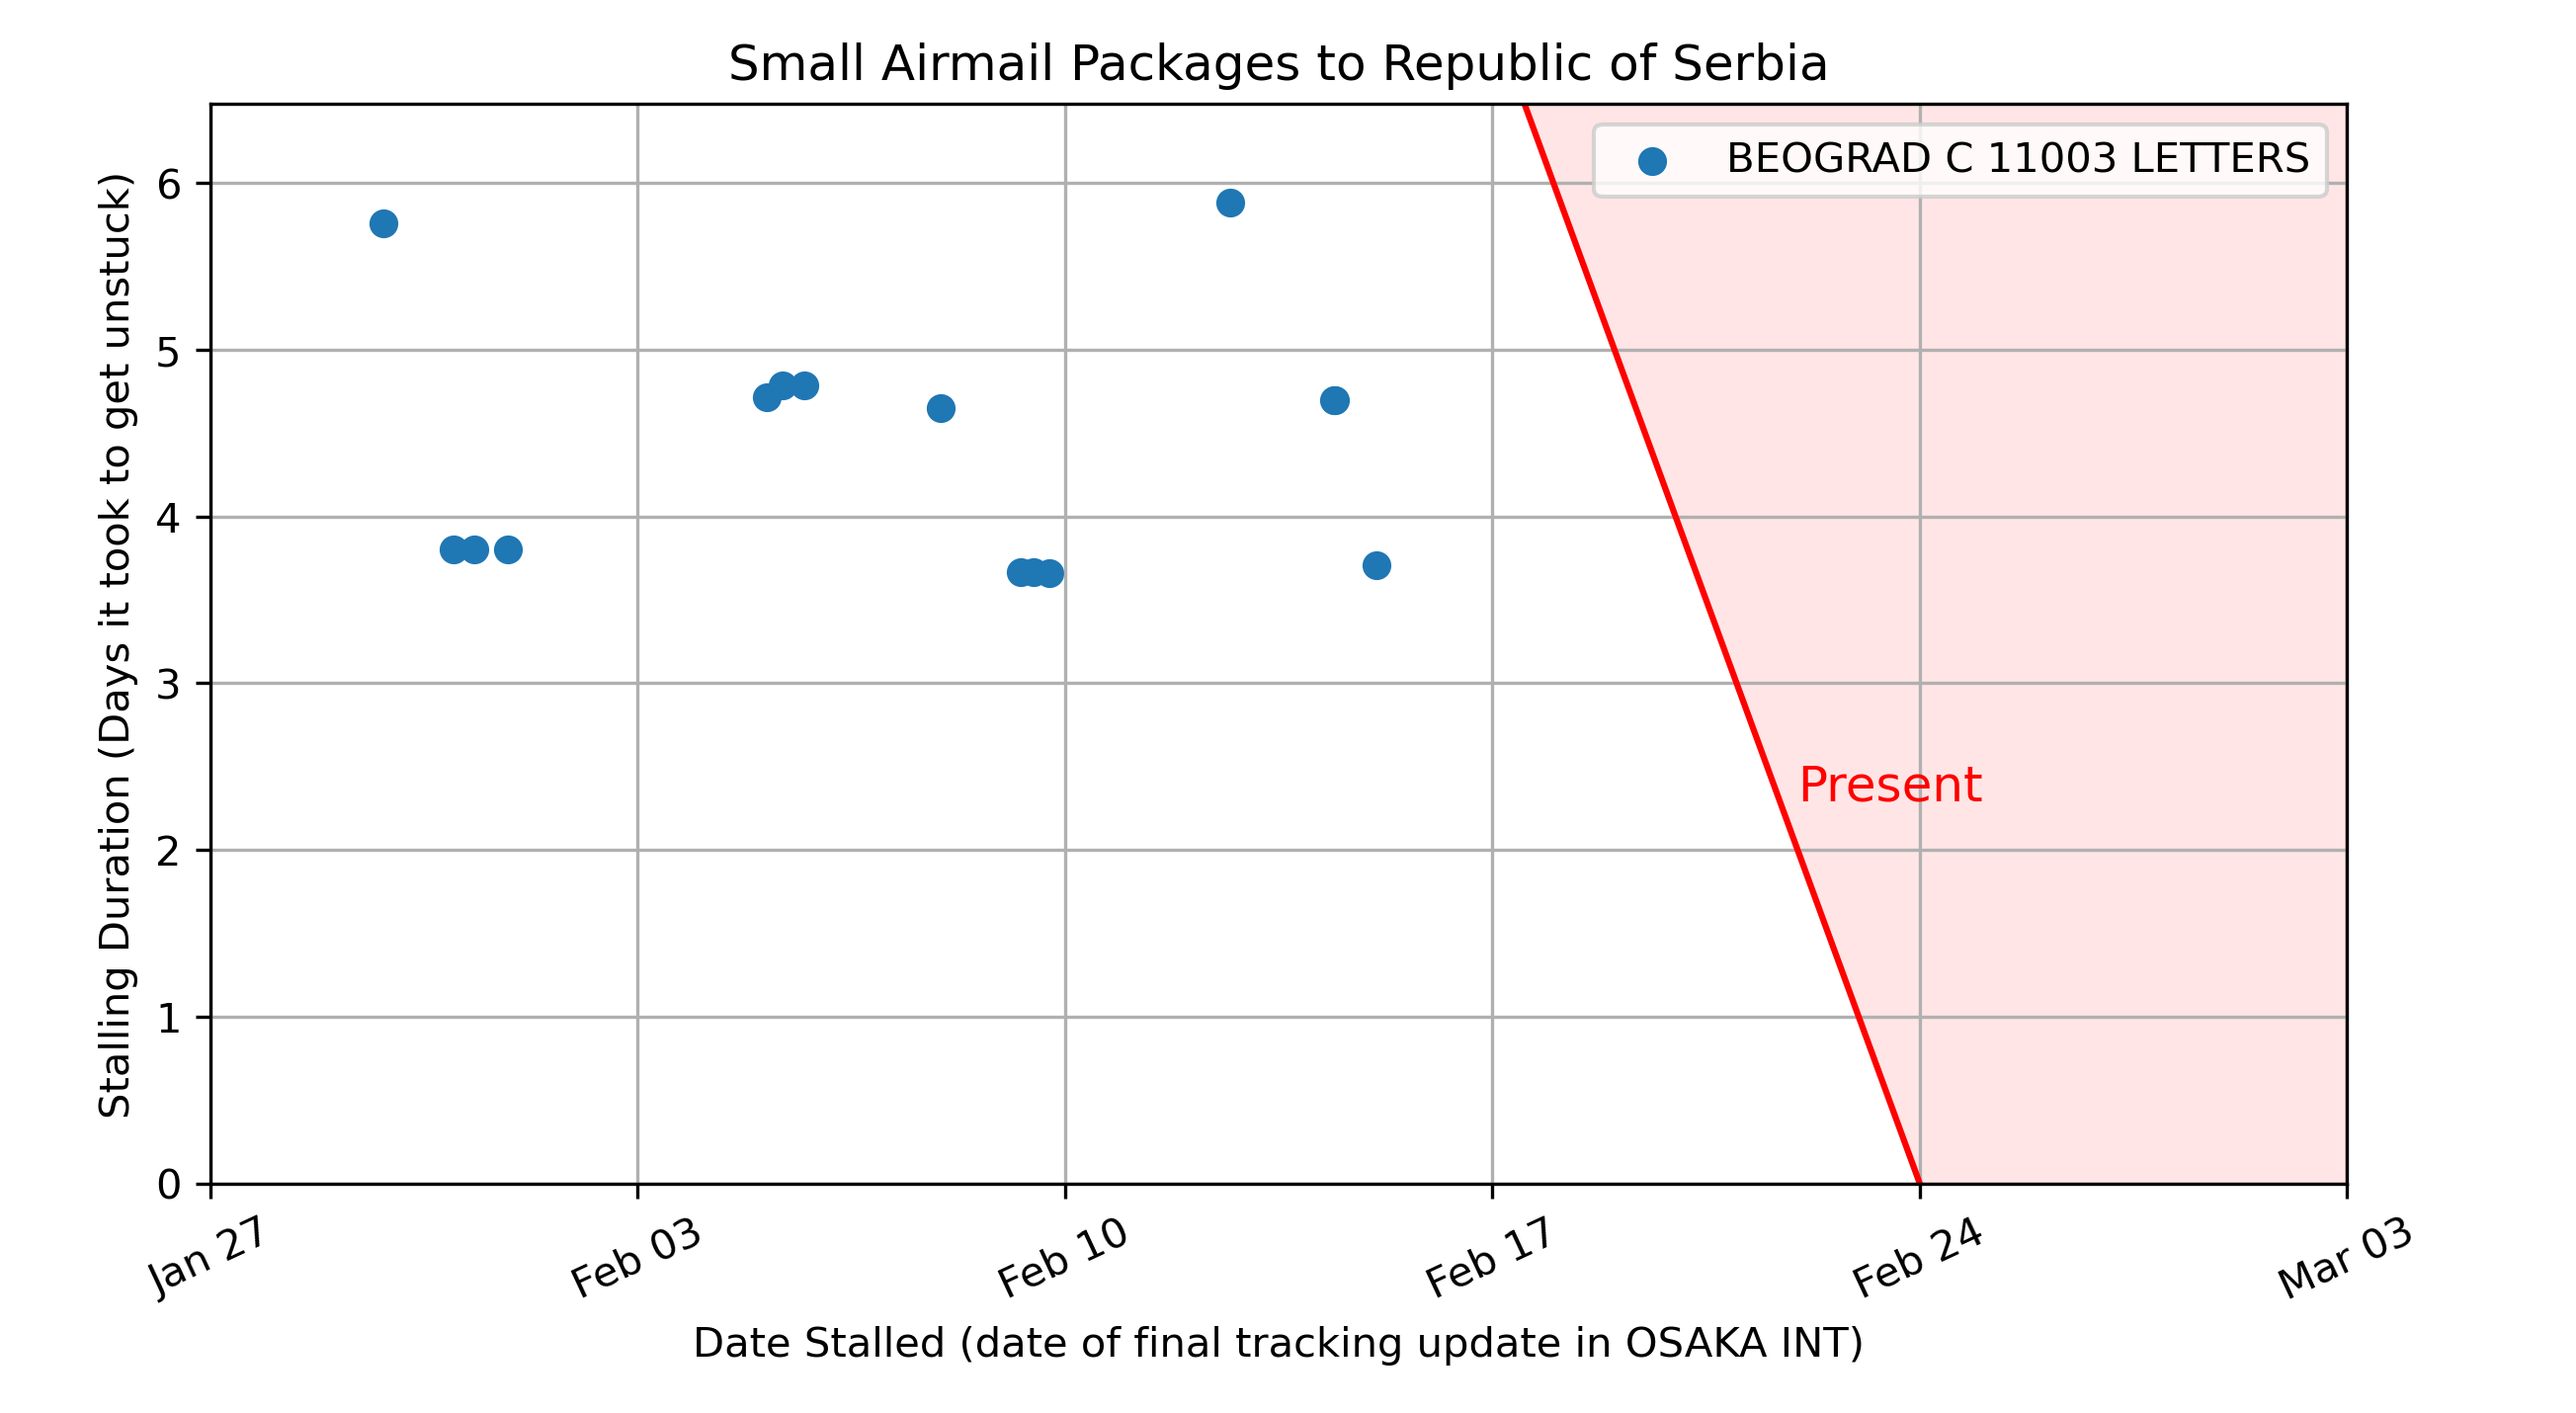 Small Airmail Packages to Republic of Serbia
BEOGRAD C 11003 LETTERS
Stalling Duration (Days it took to get unstuck)
6
5
4
3
2
1
0
Present
Jan 27
Feb 03
Feb 10
Feb 17
Feb 24
Mar 03
Date Stalled (date of final tracking update in OSAKA INT)